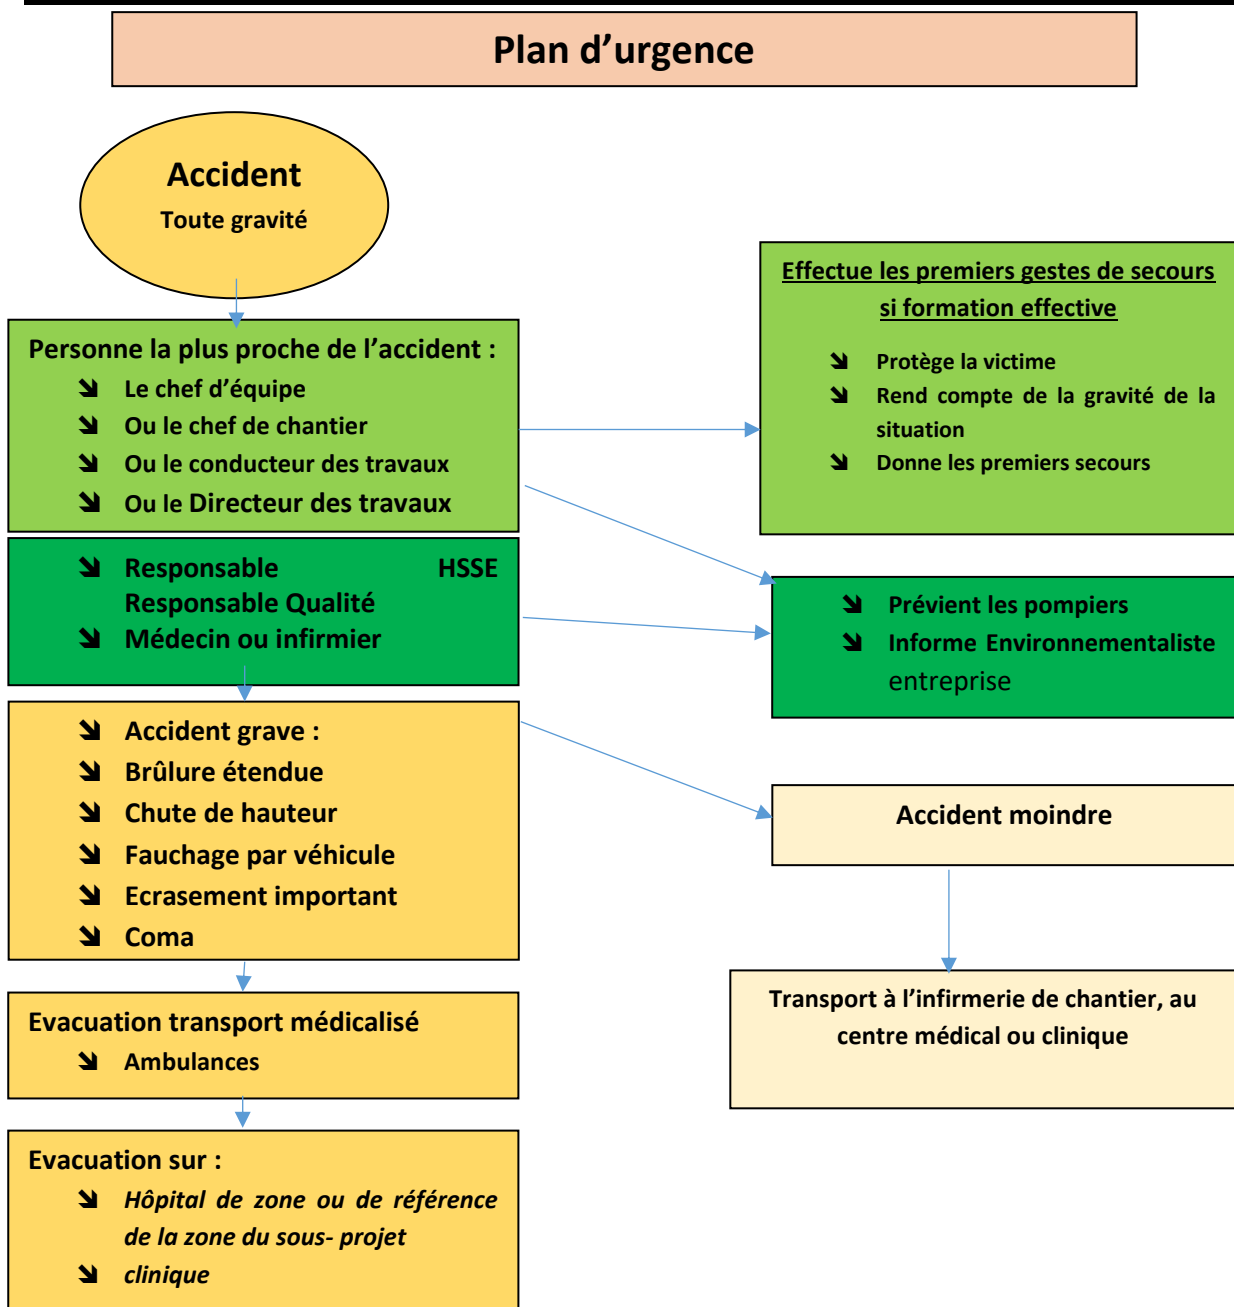 Plan d’urgence
Accident
Toute gravité
Personne la plus proche de l’accident :
Le chef d’équipe
Ou le chef de chantier
Ou le conducteur des travaux
Ou le Directeur des travaux
Effectue les premiers gestes de secours
si formation effective
Protège la victime
Rend compte de la gravité de la
situation
Donne les premiers secours
Responsable HSSE
Responsable Qualité
Médecin ou infirmier
Prévient les pompiers
Informe Environnementaliste
entreprise
Accident grave :
Brûlure étendue
Chute de hauteur
Fauchage par véhicule
Ecrasement important
Coma
Accident moindre
Transport à l’infirmerie de chantier, au
centre médical ou clinique
Evacuation transport médicalisé
Ambulances
Evacuation sur :
Hôpital de zone ou de référence
de la zone du sous- projet
clinique